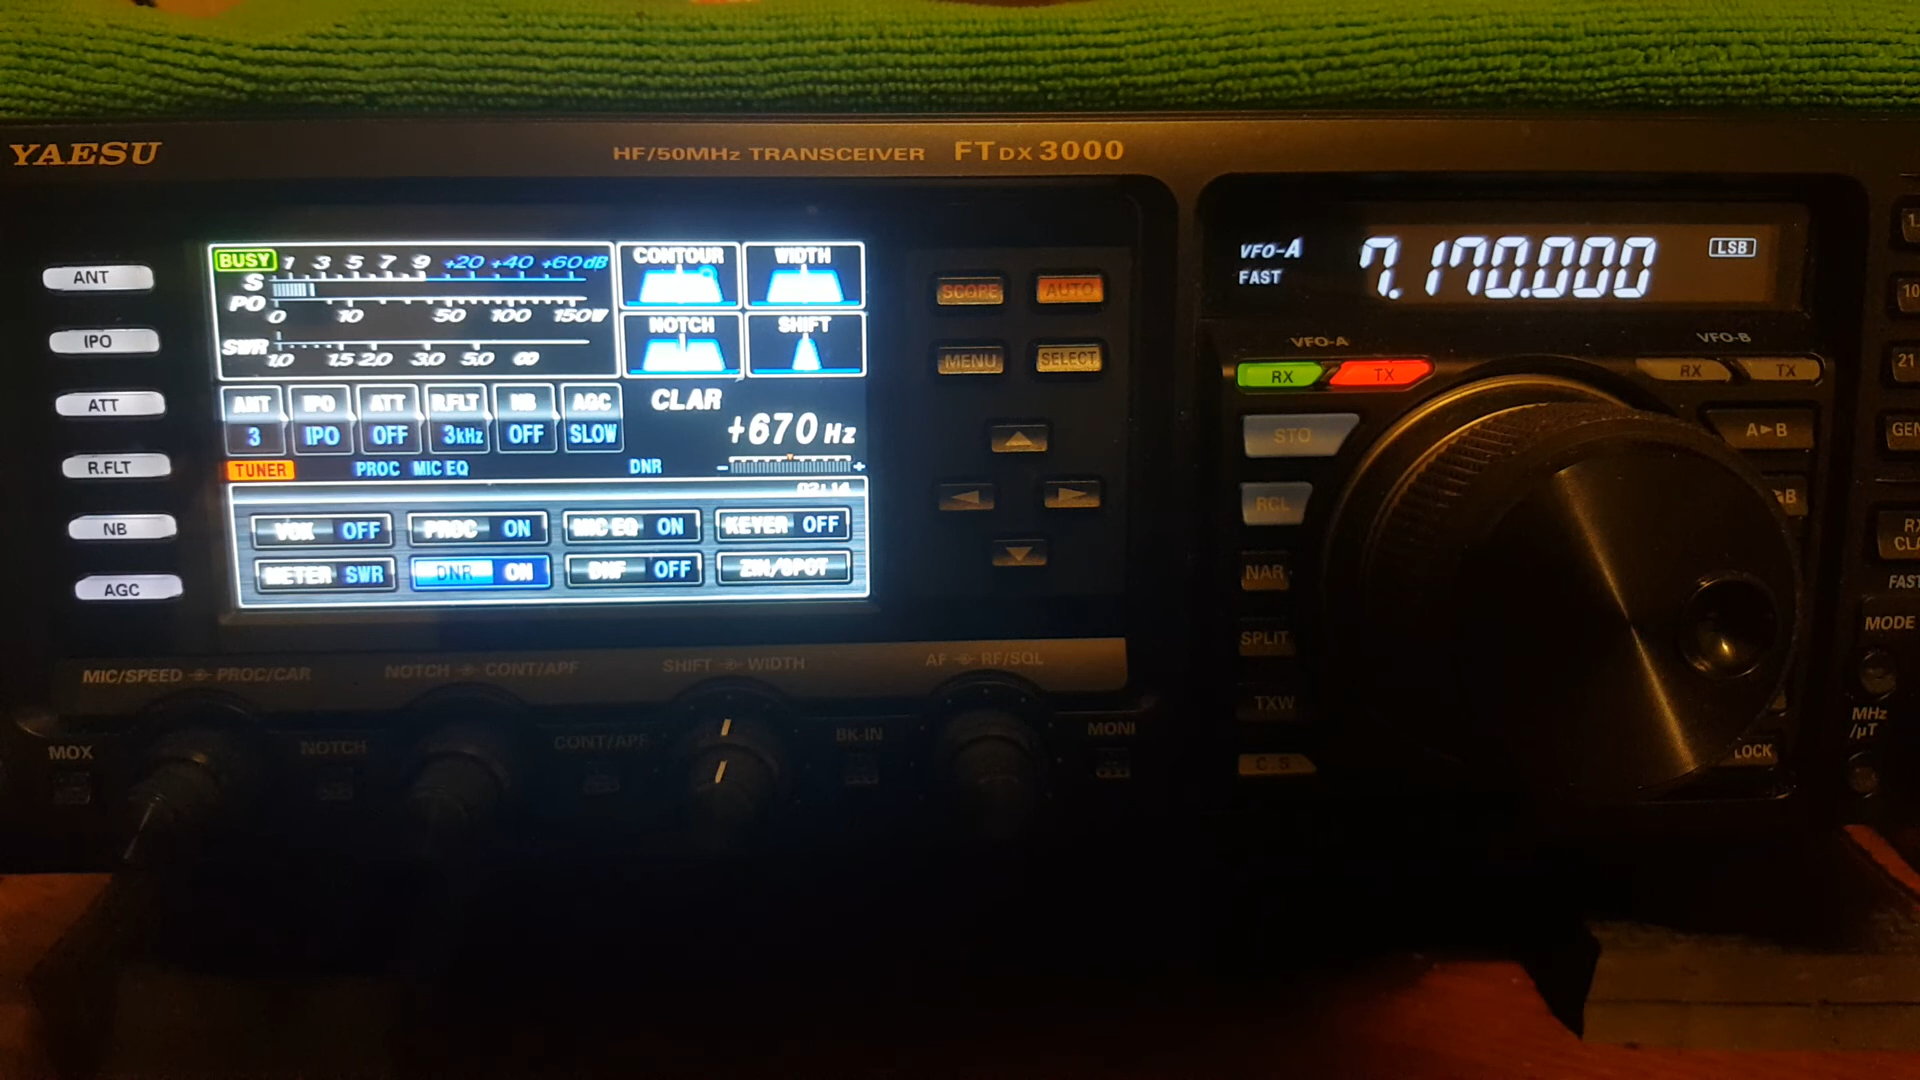 YAESU
HF/50MHz TRANSCEIVER FTDX3000
ANT
IPO
ATT
R.FLT
NB
AGC
BUSY 1 3 5 7 9 +20 +40 +60dB
S
PO
0 10 50 100 150W
SWR
1.0 1.5 2.0 3.0 5.0 ∞
CONTOUR WIDTH
NOTCH SHIFT
ANT IPO ATT R.FLT NB AGC
3 IPO OFF 3kHz OFF SLOW
CLAR
+670 Hz
TUNER PROC MIC EQ DNR - +
VOX OFF PROC ON MIC EQ ON KEYER OFF
METER SWR DNR ON DNF OFF ZIN/SPOT
SCOPE AUTO
MENU SELECT
VFO-A
FAST
7.170.000
LSB
VFO-A VFO-B
RX TX RX TX
STO
RCL
NAR
SPLIT
TXW
C.S
A►B
LOCK
MODE
MHz
MIC/SPEED PROC/CAR NOTCH CONT/APF SHIFT WIDTH AF RF/SQL
MOX NOTCH CONT/APF BK-IN MONI